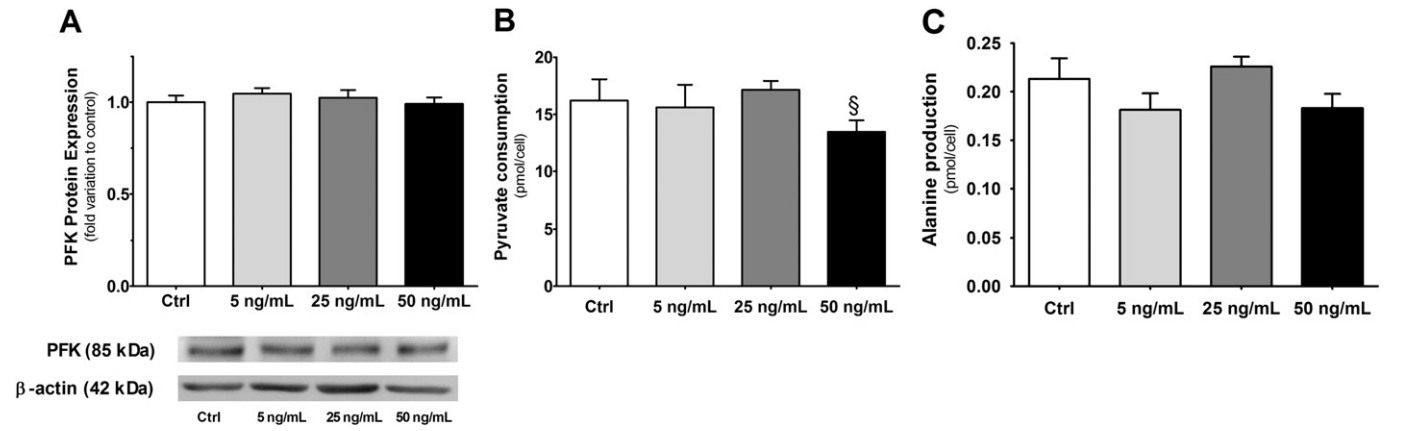 A
PFK Protein Expression
(fold variation to control)
1.0
0.5
0.0
Ctrl 5 ng/mL 25 ng/mL 50 ng/mL
PFK (85 kDa)
β-actin (42 kDa)
Ctrl 5 ng/mL 25 ng/mL 50 ng/mL
B
Pyruvate consumption
(pmol/cell)
20
15
10
5
0
§
Ctrl 5 ng/mL 25 ng/mL 50 ng/mL
C
Alanine production
(pmol/cell)
0.25
0.20
0.15
0.10
0.05
0.00
Ctrl 5 ng/mL 25 ng/mL 50 ng/mL